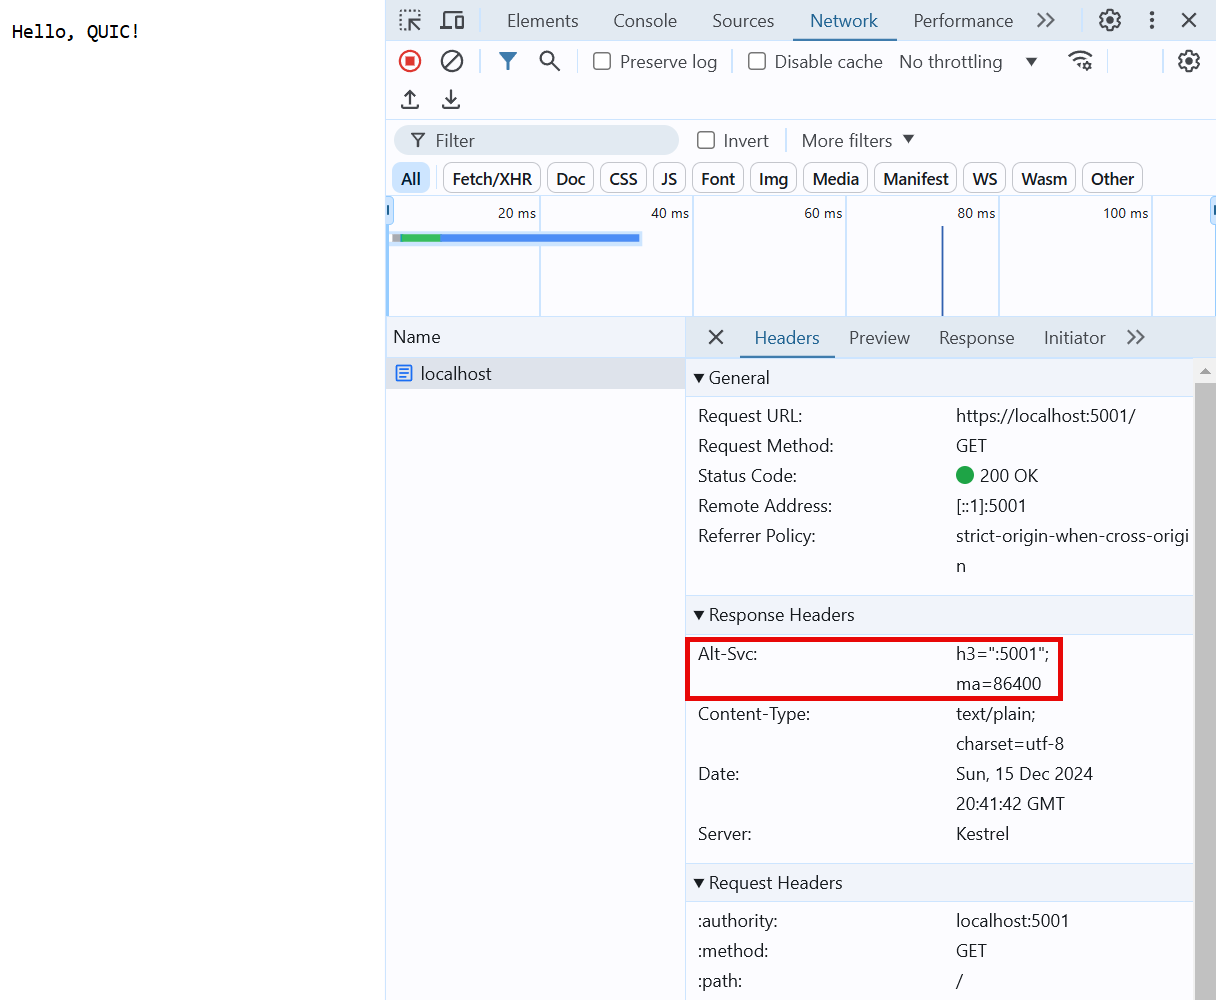 Hello, QUIC!
Elements Console Sources Network Performance
Preserve log Disable cache No throttling
Filter Invert More filters
All Fetch/XHR Doc CSS JS Font Img Media Manifest WS Wasm Other
20 ms 40 ms 60 ms 80 ms 100 ms
Name Headers Preview Response Initiator
localhost
General
Request URL: https://localhost:5001/
Request Method: GET
Status Code: 200 OK
Remote Address: [::1]:5001
Referrer Policy: strict-origin-when-cross-origi
n
Response Headers
Alt-Svc: h3=":5001";
ma=86400
Content-Type: text/plain;
charset=utf-8
Date: Sun, 15 Dec 2024
20:41:42 GMT
Server: Kestrel
Request Headers
:authority: localhost:5001
:method: GET
:path: /